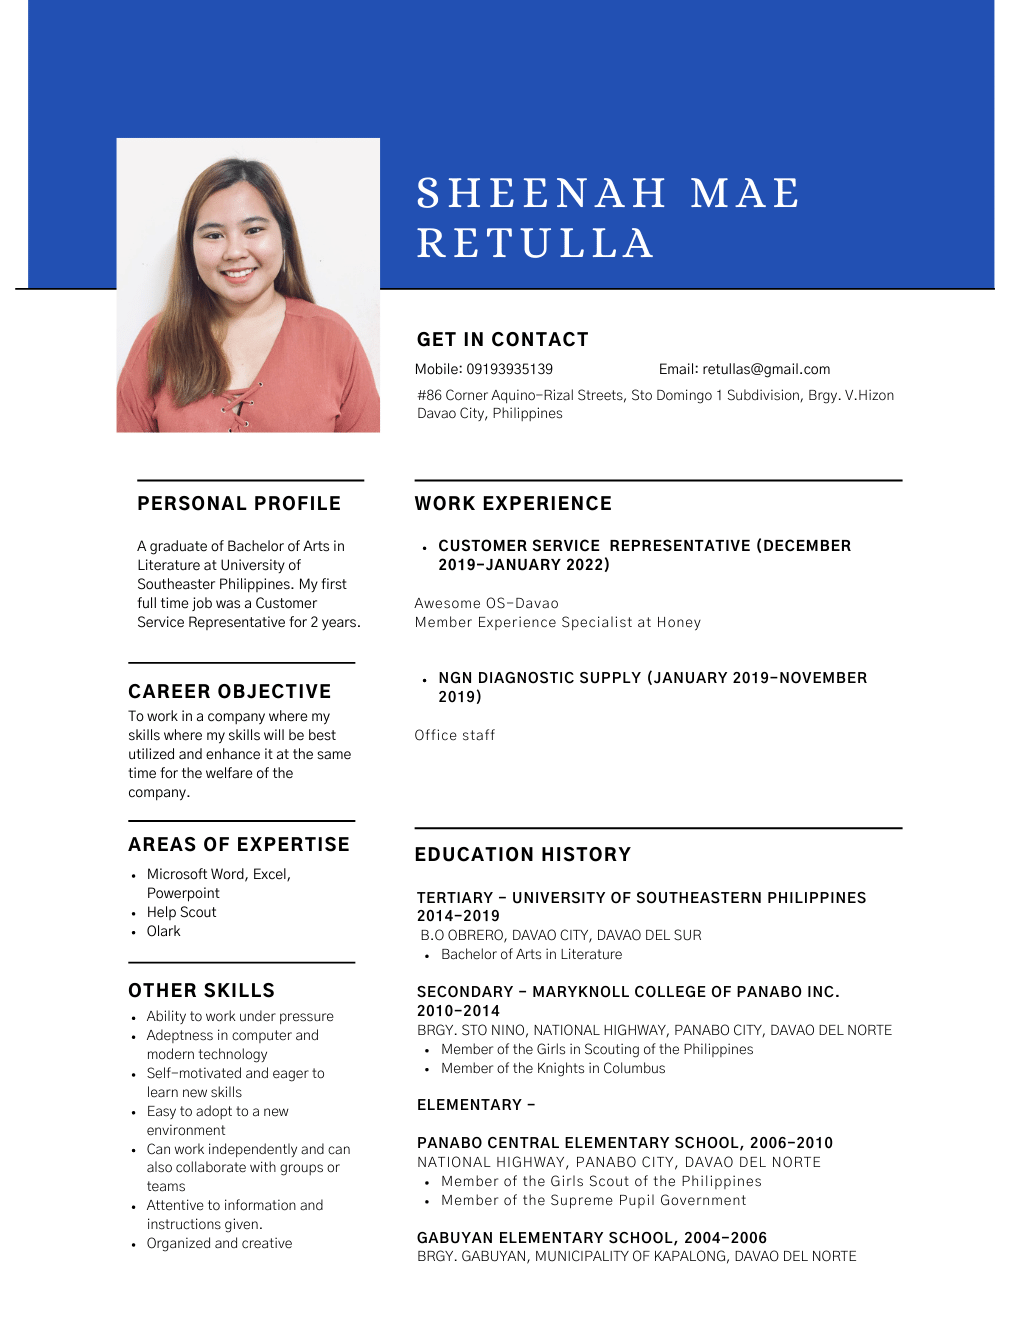 SHEENAH MAE
RETULLA
GET IN CONTACT
Mobile: 09193935139
Email: retullas@gmail.com
#86 Corner Aquino-Rizal Streets, Sto Domingo 1 Subdivision, Brgy. V.Hizon
Davao City, Philippines
PERSONAL PROFILE
A graduate of Bachelor of Arts in
Literature at University of
Southeaster Philippines. My first
full time job was a Customer
Service Representative for 2 years.
CAREER OBJECTIVE
To work in a company where my
skills where my skills will be best
utilized and enhance it at the same
time for the welfare of the
company.
AREAS OF EXPERTISE
• Microsoft Word, Excel,
Powerpoint
• Help Scout
• Olark
OTHER SKILLS
• Ability to work under pressure
• Adeptness in computer and
modern technology
• Self-motivated and eager to
learn new skills
• Easy to adopt to a new
environment
• Can work independently and can
also collaborate with groups or
teams
• Attentive to information and
instructions given.
• Organized and creative
WORK EXPERIENCE
• CUSTOMER SERVICE  REPRESENTATIVE (DECEMBER
2019-JANUARY 2022)
Awesome OS-Davao
Member Experience Specialist at Honey
• NGN DIAGNOSTIC SUPPLY (JANUARY 2019-NOVEMBER
2019)
Office staff
EDUCATION HISTORY
TERTIARY - UNIVERSITY OF SOUTHEASTERN PHILIPPINES
2014-2019
B.O OBRERO, DAVAO CITY, DAVAO DEL SUR
• Bachelor of Arts in Literature
SECONDARY - MARYKNOLL COLLEGE OF PANABO INC.
2010-2014
BRGY. STO NINO, NATIONAL HIGHWAY, PANABO CITY, DAVAO DEL NORTE
• Member of the Girls in Scouting of the Philippines
• Member of the Knights in Columbus
ELEMENTARY -
PANABO CENTRAL ELEMENTARY SCHOOL, 2006-2010
NATIONAL HIGHWAY, PANABO CITY, DAVAO DEL NORTE
• Member of the Girls Scout of the Philippines
• Member of the Supreme Pupil Government
GABUYAN ELEMENTARY SCHOOL, 2004-2006
BRGY. GABUYAN, MUNICIPALITY OF KAPALONG, DAVAO DEL NORTE